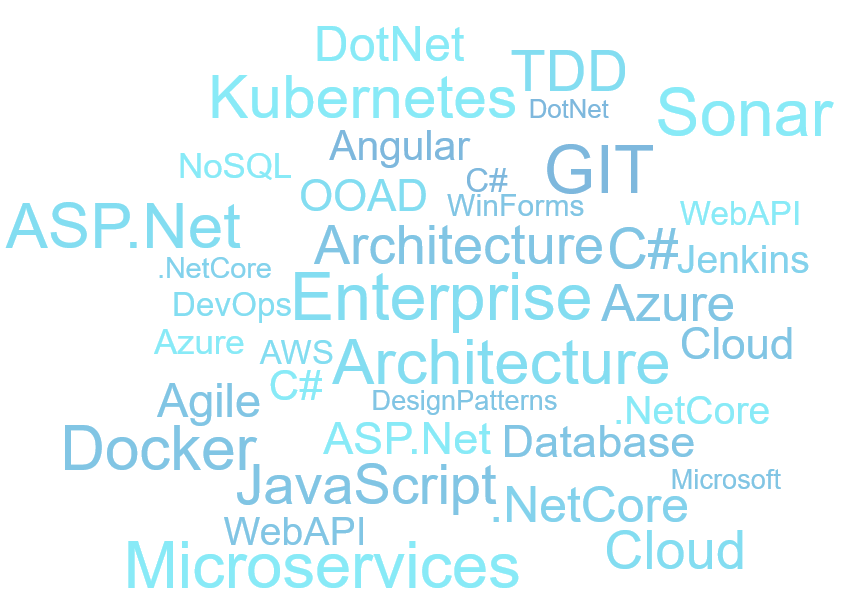 DotNet
TDD
Kubernetes
DotNet
Sonar
Angular
NoSQL
C#
GIT
OOAD
WinForms
WebAPI
ASP.Net
Architecture
C#
Jenkins
.NetCore
DevOps
Enterprise
Azure
Azure
AWS
Architecture
Cloud
C#
Agile
DesignPatterns
.NetCore
Docker
ASP.Net
Database
JavaScript
Microsoft
.NetCore
WebAPI
Cloud
Microservices